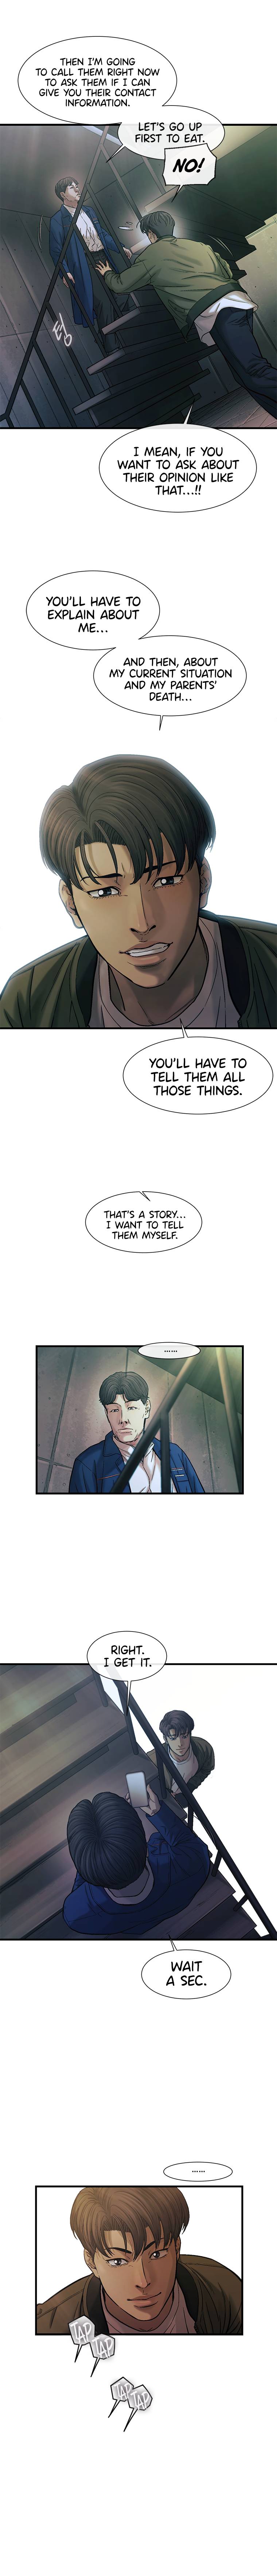 THEN I'M GOING
TO CALL THEM RIGHT NOW
TO ASK THEM IF I CAN
GIVE YOU THEIR CONTACT
INFORMATION.
LET'S GO UP
FIRST TO EAT.
NO!
I MEAN, IF YOU
WANT TO ASK ABOUT
THEIR OPINION LIKE
THAT...!!
YOU'LL HAVE TO
EXPLAIN ABOUT
ME...
AND THEN, ABOUT
MY CURRENT SITUATION
AND MY PARENTS'
DEATH...
YOU'LL HAVE TO
TELL THEM ALL
THOSE THINGS.
THAT'S A STORY...
I WANT TO TELL
THEM MYSELF.
......
RIGHT.
I GET IT.
WAIT
A SEC.
......
TAP
TAP
TAP
TAP